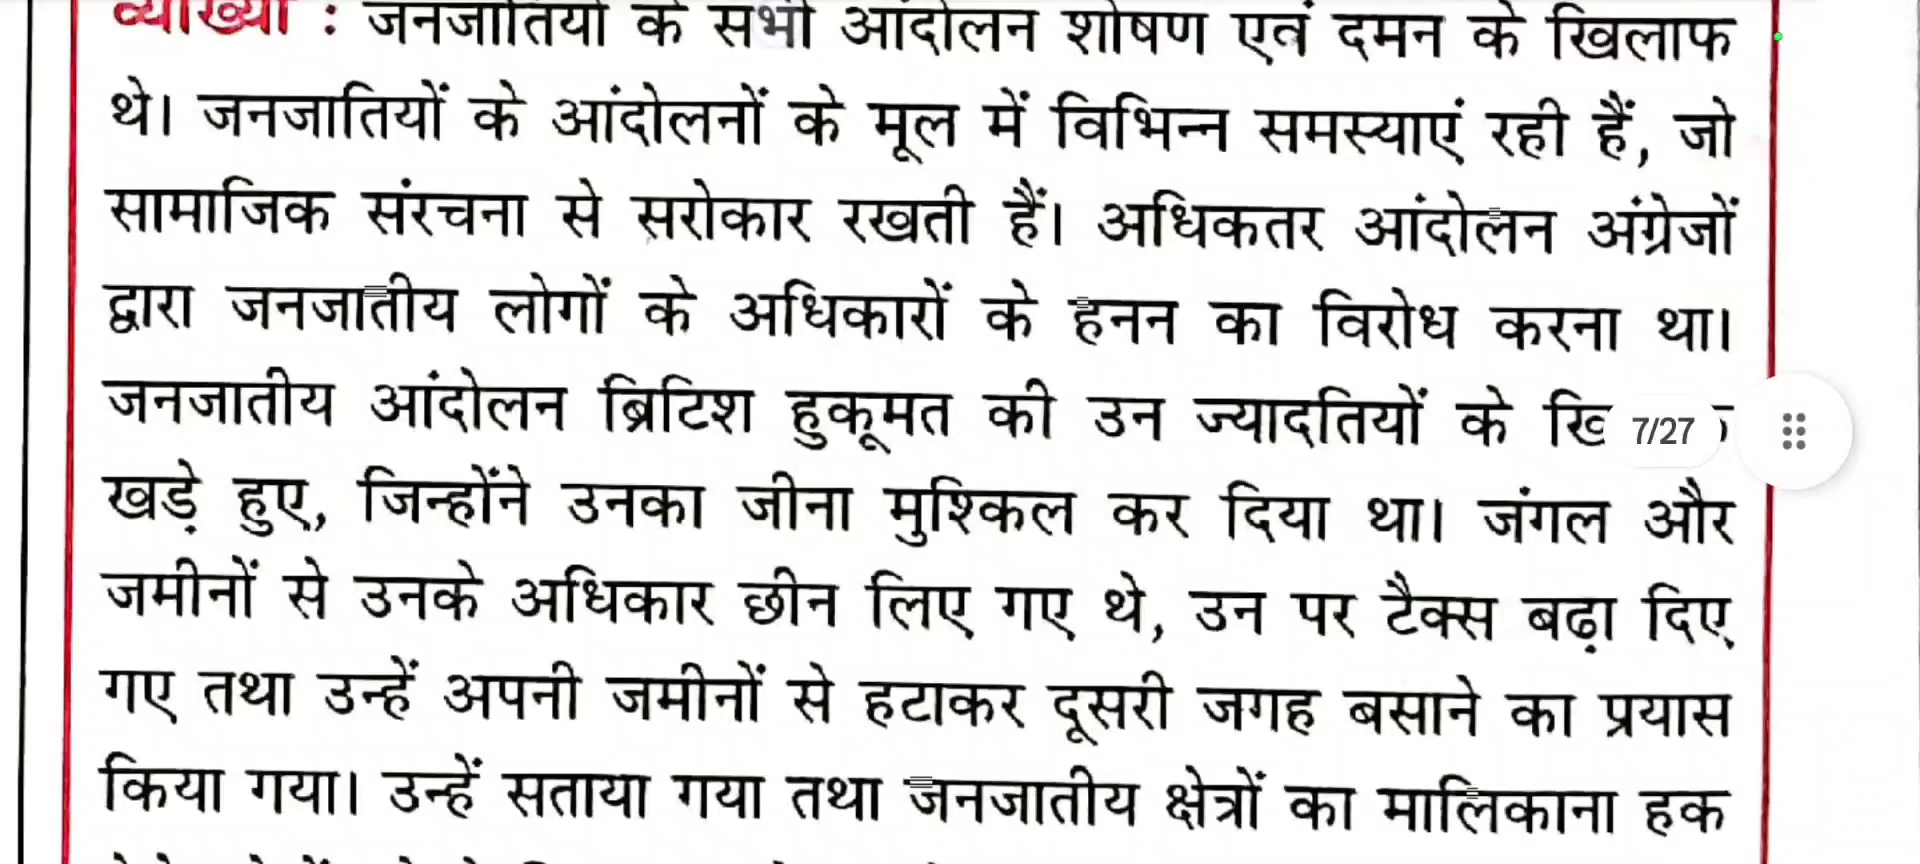 व्याख्या : जनजातियों के सभी आंदोलन शोषण एवं दमन के खिलाफ
थे। जनजातियों के आंदोलनों के मूल में विभिन्न समस्याएं रही हैं, जो
सामाजिक संरचना से सरोकार रखती हैं। अधिकतर आंदोलन अंग्रेजों
द्वारा जनजातीय लोगों के अधिकारों के हनन का विरोध करना था।
जनजातीय आंदोलन ब्रिटिश हुकूमत की उन ज्यादतियों के
7/27
खड़े हुए, जिन्होंने उनका जीना मुश्किल कर दिया था। जंगल और
जमीनों से उनके अधिकार छीन लिए गए थे, उन पर टैक्स बढ़ा दिए
गए तथा उन्हें अपनी जमीनों से हटाकर दूसरी जगह बसाने का प्रयास
किया गया। उन्हें सताया गया तथा जनजातीय क्षेत्रों का मालिकाना हक